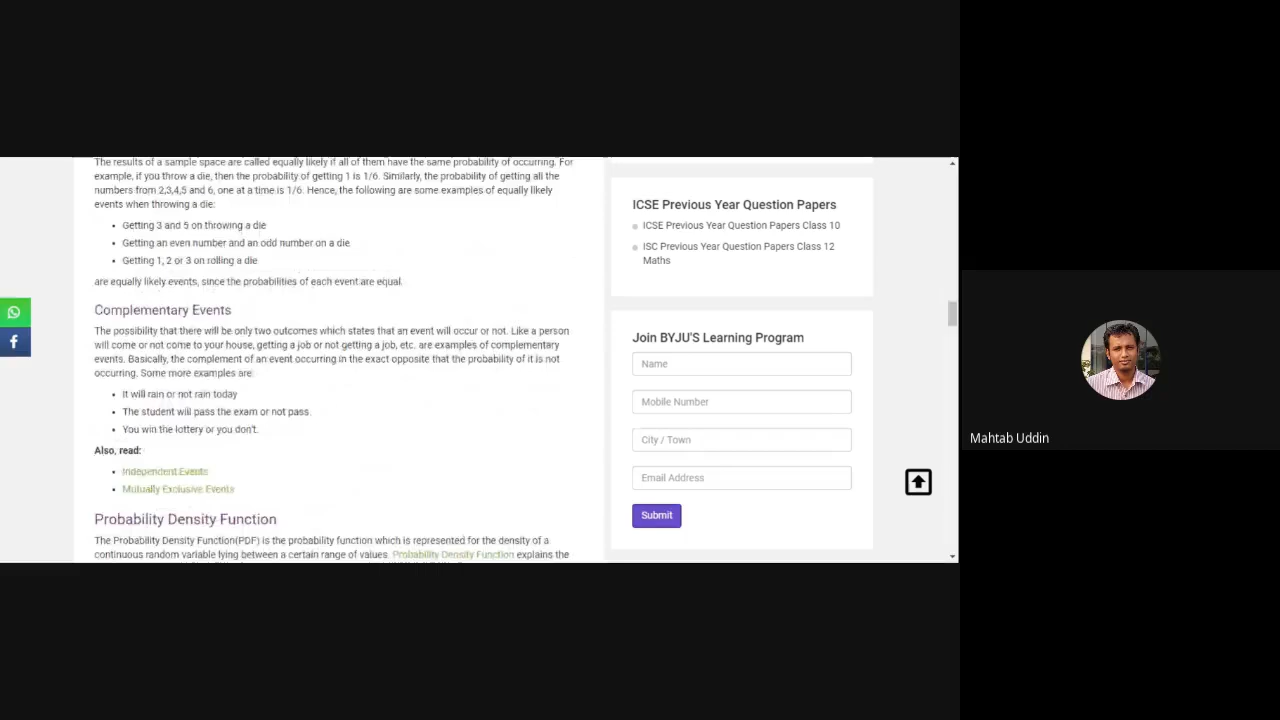 The results of a sample space are called equally likely if all of them have the same probability of occurring. For
example, if you throw a die, then the probability of getting 1 is 1/6. Similarly, the probability of getting all the
numbers from 2,3,4,5 and 6, one at a time is 1/6. Hence, the following are some examples of equally likely
events when throwing a die:
Getting 3 and 5 on throwing a die
Getting an even number and an odd number on a die
Getting 1, 2 or 3 on rolling a die
are equally likely events, since the probabilities of each event are equal.
Complementary Events
The possibility that there will be only two outcomes which states that an event will occur or not. Like a person
will come or not come to your house, getting a job or not getting a job, etc. are examples of complementary
events. Basically, the complement of an event occurring in the exact opposite that the probability of it is not
occurring. Some more examples are:
It will rain or not rain today
The student will pass the exam or not pass.
You win the lottery or you don't.
Also, read:
Independent Events
Mutually Exclusive Events
Probability Density Function
The Probability Density Function(PDF) is the probability function which is represented for the density of a
continuous random variable lying between a certain range of values. Probability Density Function explains the
ICSE Previous Year Question Papers
ICSE Previous Year Question Papers Class 10
ISC Previous Year Question Papers Class 12
Maths
Join BYJU'S Learning Program
Name
Mobile Number
City / Town
Email Address
Submit
Mahtab Uddin